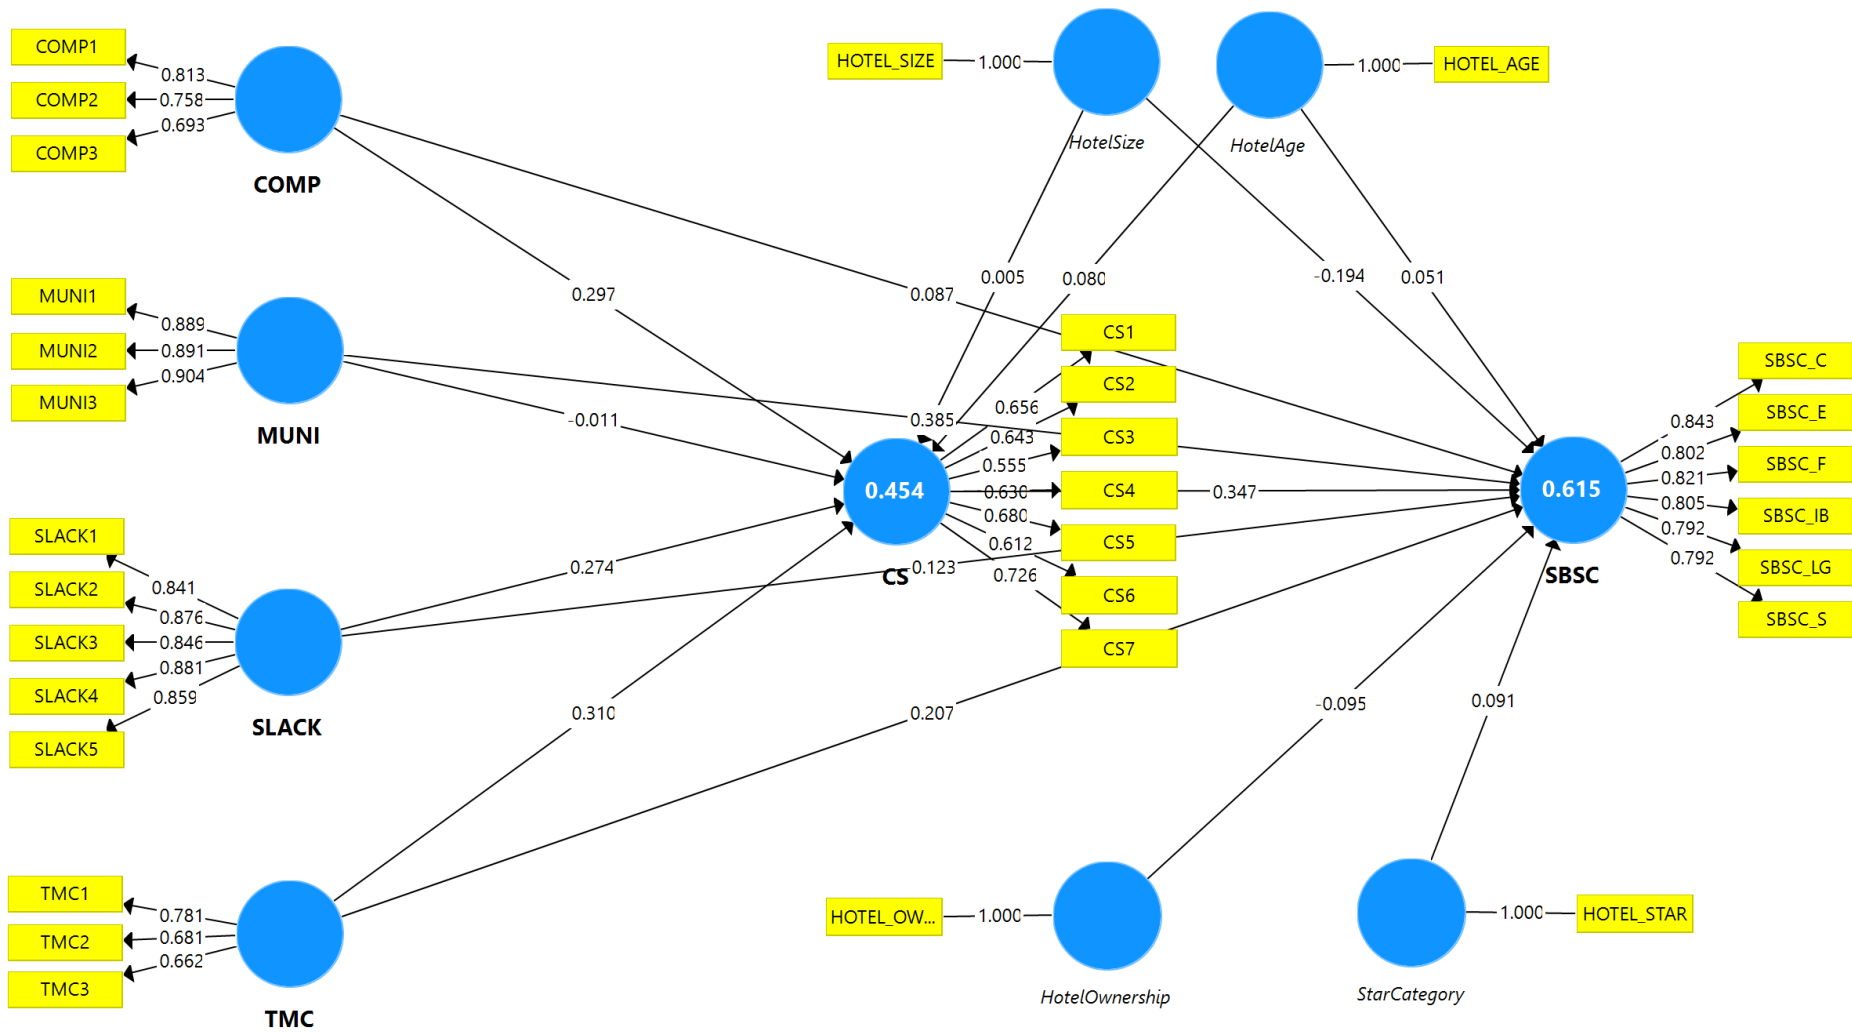 COMP1
COMP2
COMP3
0.813
0.758
0.693
COMP
MUNI1
MUNI2
MUNI3
0.889
0.891
0.904
MUNI
SLACK1
SLACK2
SLACK3
SLACK4
SLACK5
0.841
0.876
0.846
0.881
0.859
SLACK
TMC1
TMC2
TMC3
0.781
0.681
0.662
TMC
0.297
-0.011
0.274
0.310
0.087
0.385
0.123
0.207
HOTEL_SIZE
1.000
HotelSize
HOTEL_AGE
1.000
HotelAge
0.005
0.080
-0.194
0.051
0.454
CS
0.656
0.643
0.555
0.630
0.680
0.612
0.726
CS1
CS2
CS3
CS4
CS5
CS6
CS7
0.347
0.615
SBSC
0.843
0.802
0.821
0.805
0.792
0.792
SBSC_C
SBSC_E
SBSC_F
SBSC_IB
SBSC_LG
SBSC_S
-0.095
0.091
HOTEL_OW...
1.000
HotelOwnership
1.000
HOTEL_STAR
StarCategory